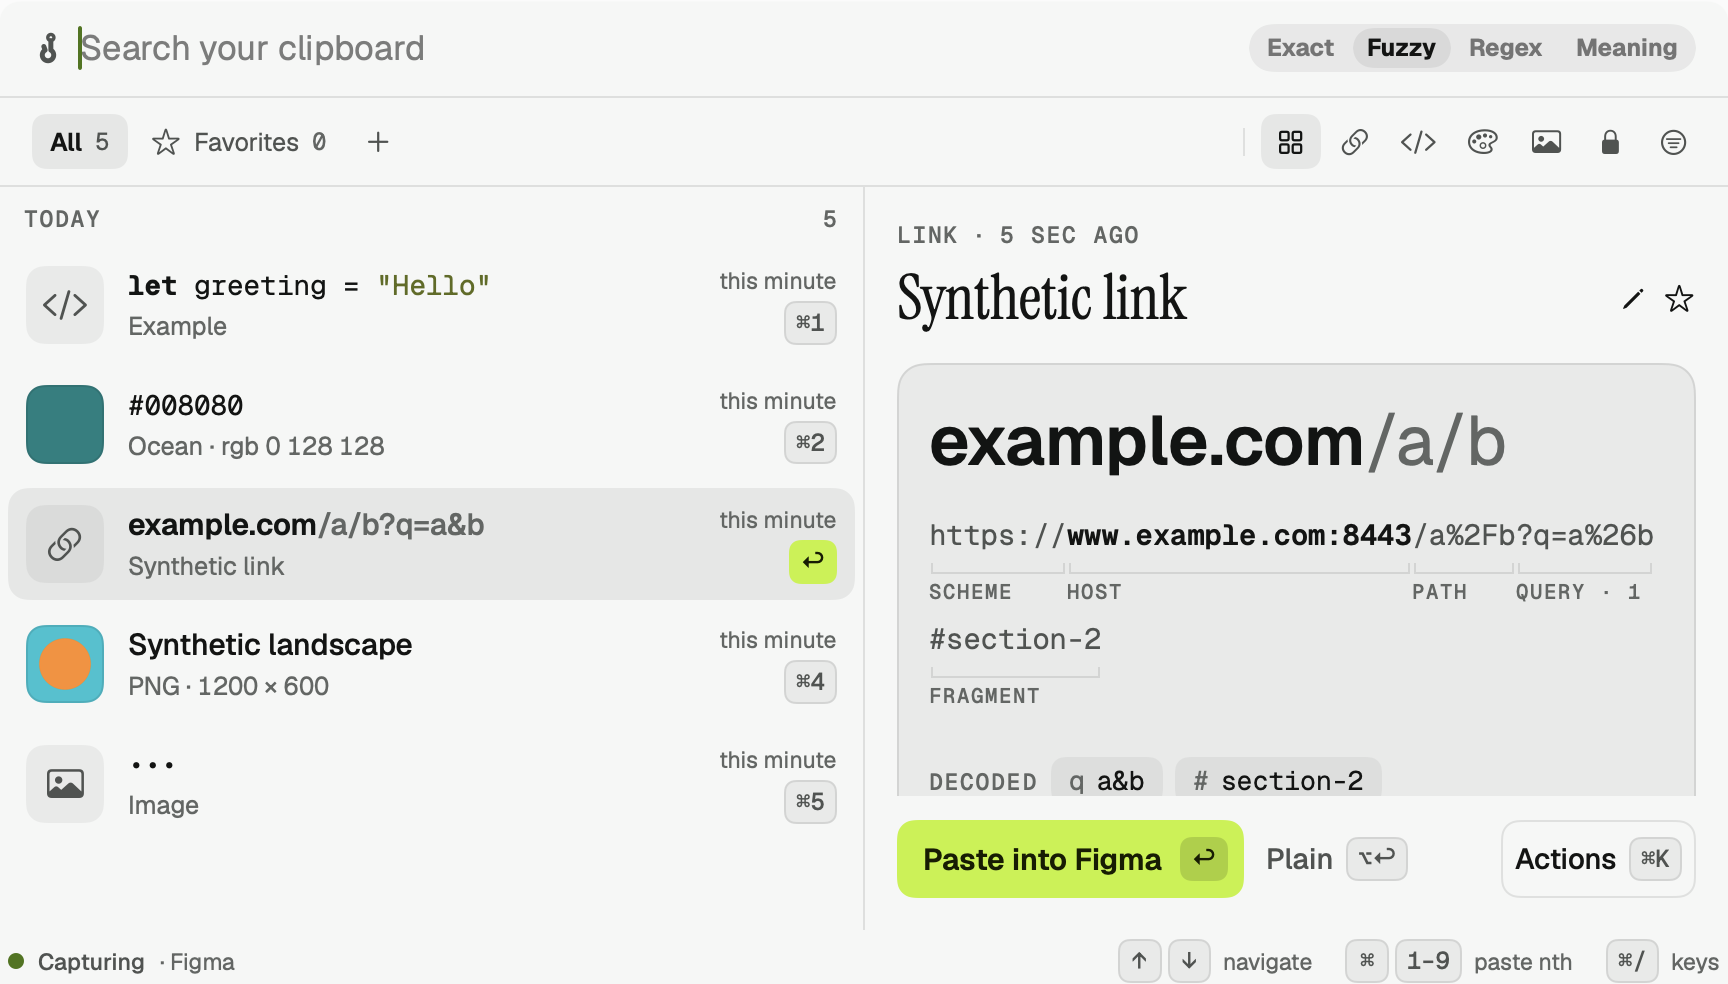 Search your clipboard
Exact Fuzzy Regex Meaning
All 5 Favorites 0
TODAY 5
let greeting = "Hello" this minute
Example ⌘1
#008080 this minute
Ocean · rgb 0 128 128 ⌘2
example.com/a/b?q=a&b this minute
Synthetic link
Synthetic landscape this minute
PNG · 1200 × 600 ⌘4
... this minute
Image ⌘5
LINK · 5 SEC AGO
Synthetic link
example.com/a/b
https://www.example.com:8443/a%2Fb?q=a%26b
SCHEME HOST PATH QUERY · 1
#section-2
FRAGMENT
DECODED q a&b # section-2
Paste into Figma ↩ Plain ⌥↩ Actions ⌘K
Capturing · Figma ↑ ↓ navigate ⌘ 1–9 paste nth ⌘/ keys